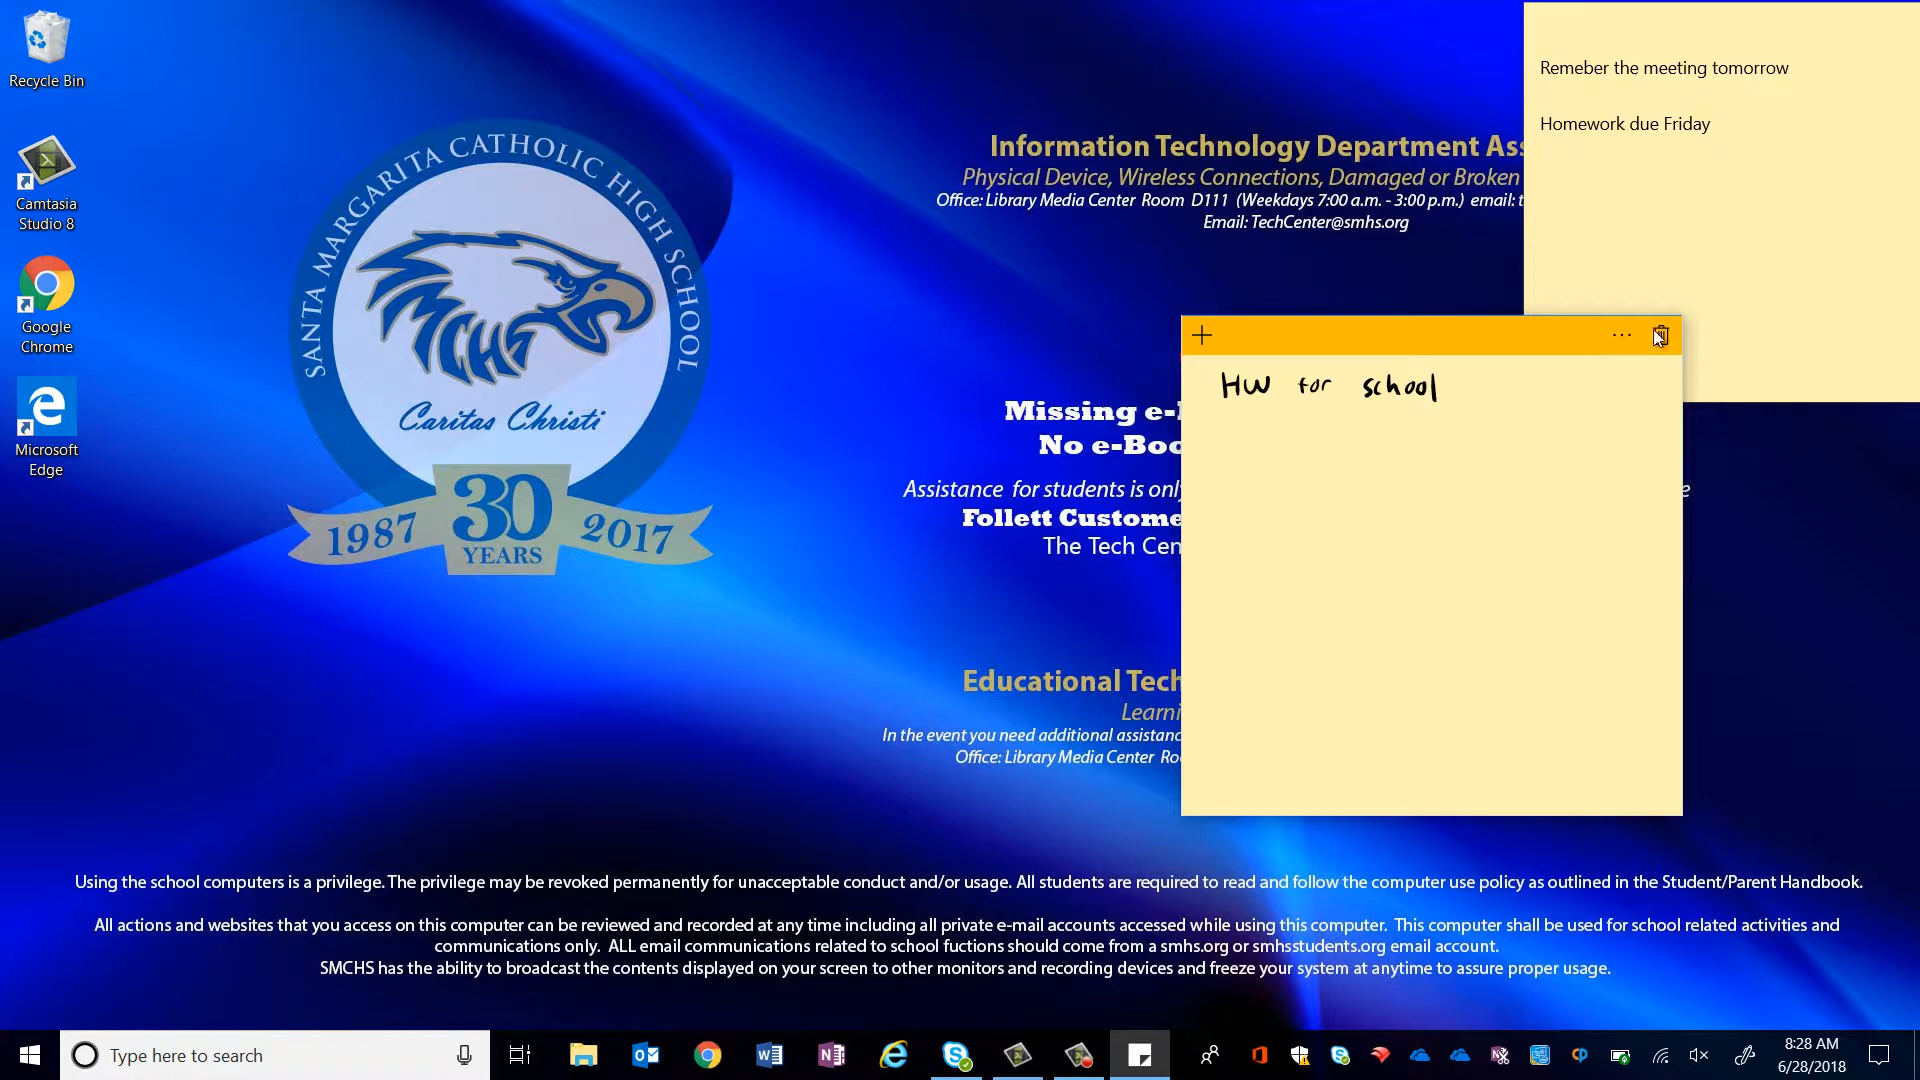 Recycle Bin
Camtasia
Studio 8
Google
Chrome
Microsoft
Edge
SANTA MARGARITA CATHOLIC HIGH SCHOOL
SMCHS
Caritas Christi
1987 30 2017
YEARS
Information Technology Department Ass
Physical Device, Wireless Connections, Damaged or Broken
Office: Library Media Center Room D111 (Weekdays 7:00 a.m. - 3:00 p.m.) email: t
Email: TechCenter@smhs.org
Missing e-
No e-Boo
Assistance for students is only
e
Follett Custome
The Tech Cen
Educational Tech
Learni
In the event you need additional assistanc
Office: Library Media Center Ro
Remeber the meeting tomorrow
Homework due Friday
HW for school
Using the school computers is a privilege. The privilege may be revoked permanently for unacceptable conduct and/or usage. All students are required to read and follow the computer use policy as outlined in the Student/Parent Handbook.
All actions and websites that you access on this computer can be reviewed and recorded at any time including all private e-mail accounts accessed while using this computer. This computer shall be used for school related activities and
communications only. ALL email communications related to school fuctions should come from a smhs.org or smhsstudents.org email account.
SMCHS has the ability to broadcast the contents displayed on your screen to other monitors and recording devices and freeze your system at anytime to assure proper usage.
Type here to search
8:28 AM
6/28/2018